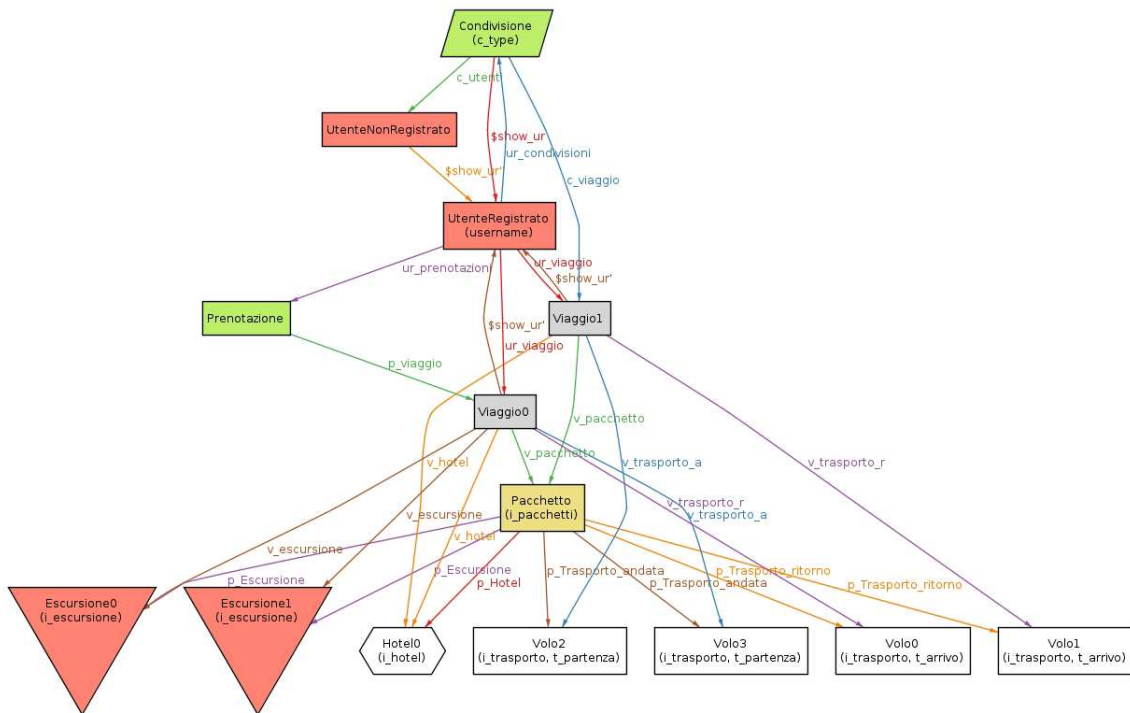 Condivisione
(c_type)
c_utenti
UtenteNonRegistrato
$show_ur
ur_condivisioni
$show_ur'
c_viaggio
UtenteRegistrato
(username)
ur_prenotazioni
ur_viaggio
$show_ur'
Prenotazione
$show_ur'
Viaggio1
ur_viaggio
p_viaggio
Viaggio0
v_pacchetto
v_pacchetto
v_hotel
v_trasporto_a
v_trasporto_r
Pacchetto
(i_pacchetti)
v_trasporto_r
v_trasporto_a
v_escursione
v_hotel
v_escursione
p_Escursione
p_Escursione
p_Hotel
p_Trasporto_andata
p_Trasporto_andata
p_Trasporto_ritorno
p_Trasporto_ritorno
Escursione0
(i_escursione)
Escursione1
(i_escursione)
Hotel0
(i_hotel)
Volo2
(i_trasporto, t_partenza)
Volo3
(i_trasporto, t_partenza)
Volo0
(i_trasporto, t_arrivo)
Volo1
(i_trasporto, t_arrivo)